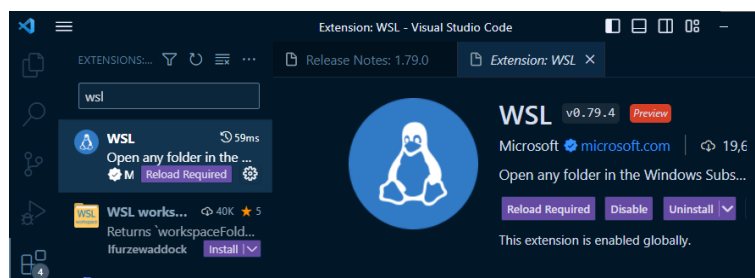 Extension: WSL - Visual Studio Code
EXTENSIONS:...
Release Notes: 1.79.0
Extension: WSL
wsl
WSL
59ms
Open any folder in the ...
M
Reload Required
WSL
workspace
WSL works...
40K
5
Returns `workspaceFold...
lfurzewaddock
Install
4
WSL
v0.79.4
Preview
Microsoft
microsoft.com
19,6
Open any folder in the Windows Subs...
Reload Required
Disable
Uninstall
This extension is enabled globally.